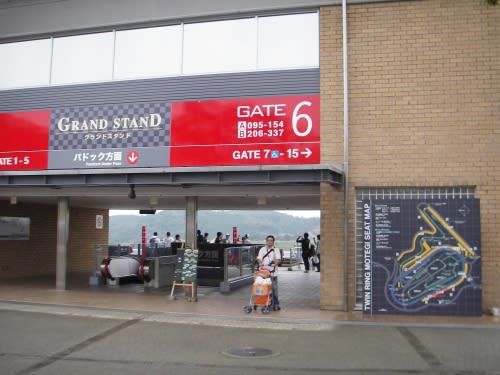 GRAND STAND
グランドスタンド
パドック方面
GATE 6
A 095-154
B 206-337
GATE 7 - 15 →
ATE 1 - 5
TWIN RING MOTEGI SEAT MAP